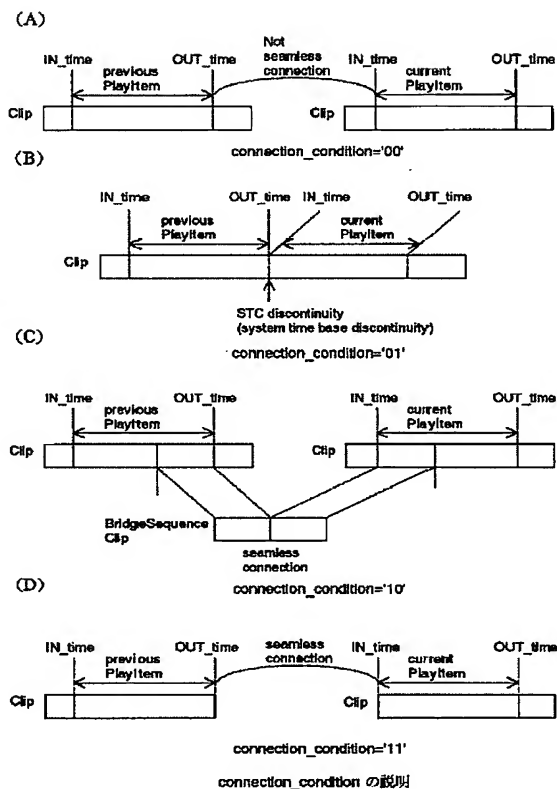 (A)
Not
seamless
connection
IN_time
previous
PlayItem
OUT_time
IN_time
current
PlayItem
OUT_time
Clip
Clip
connection_condition='00'
(B)
IN_time
previous
PlayItem
OUT_time
IN_time
current
PlayItem
OUT_time
Clip
STC discontinuity
(system time base discontinuity)
connection_condition='01'
(C)
IN_time
previous
PlayItem
OUT_time
IN_time
current
PlayItem
OUT_time
Clip
Clip
BridgeSequence
Clip
seamless
connection
connection_condition='10'
(D)
IN_time
previous
PlayItem
OUT_time
seamless
connection
IN_time
current
PlayItem
OUT_time
Clip
Clip
connection_condition='11'
connection_condition の説明